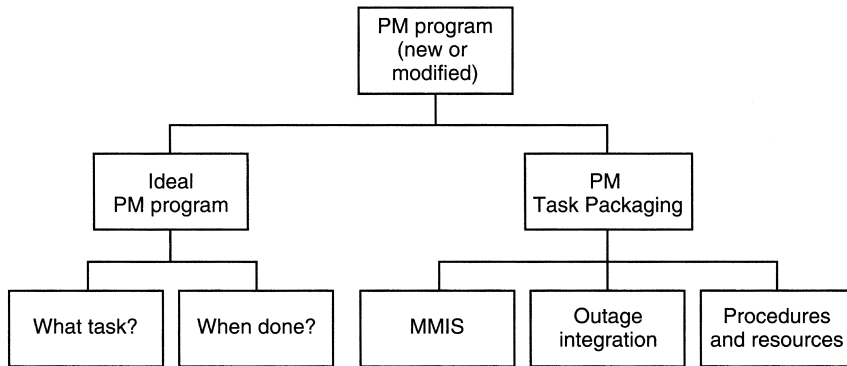 PM program
(new or
modified)
Ideal
PM program
PM
Task Packaging
What task?
When done?
MMIS
Outage
integration
Procedures
and resources